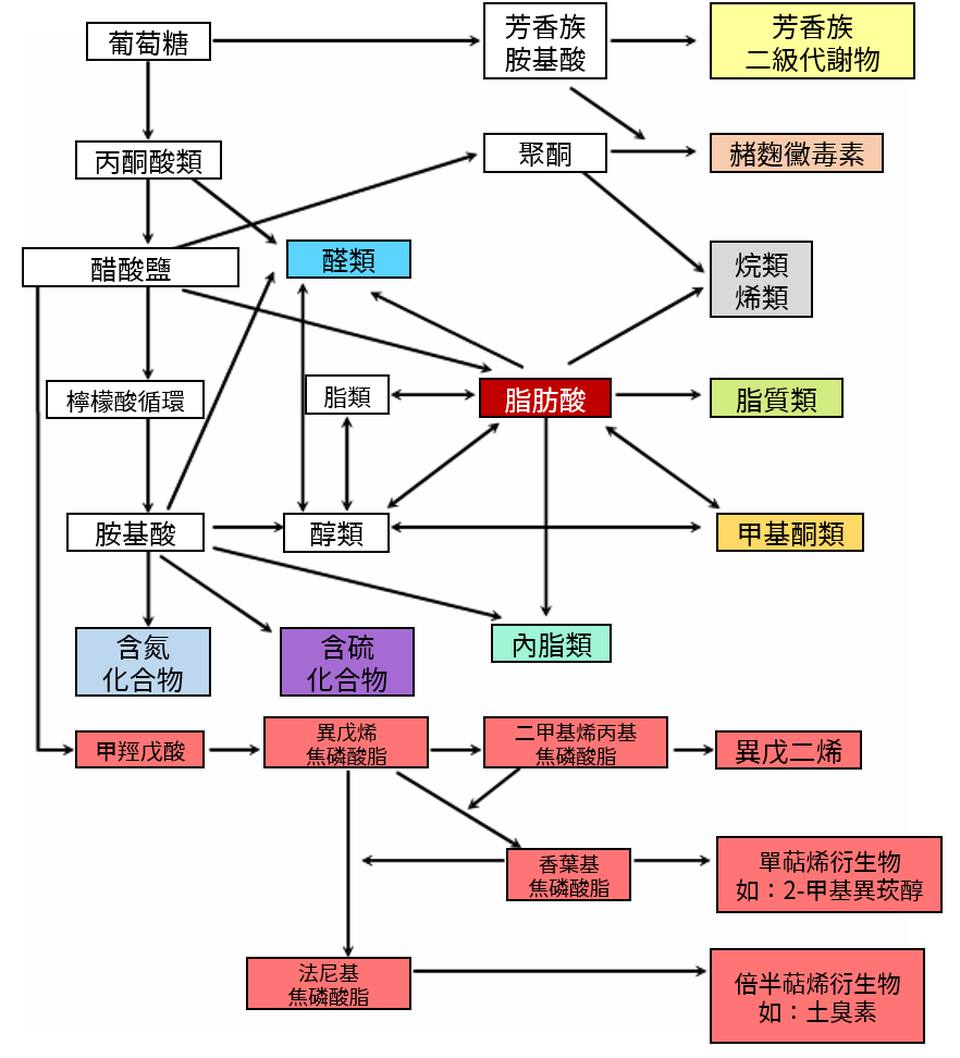 葡萄糖
芳香族
胺基酸
芳香族
二級代謝物
丙酮酸類
聚酮
赭麴黴毒素
醋酸鹽
醛類
烷類
烯類
檸檬酸循環
脂類
脂肪酸
脂質類
胺基酸
醇類
甲基酮類
含氮
化合物
含硫
化合物
內脂類
甲羥戊酸
異戊烯
焦磷酸脂
二甲基烯丙基
焦磷酸脂
異戊二烯
香葉基
焦磷酸脂
單萜烯衍生物
如：2-甲基異莰醇
法尼基
焦磷酸脂
倍半萜烯衍生物
如：土臭素